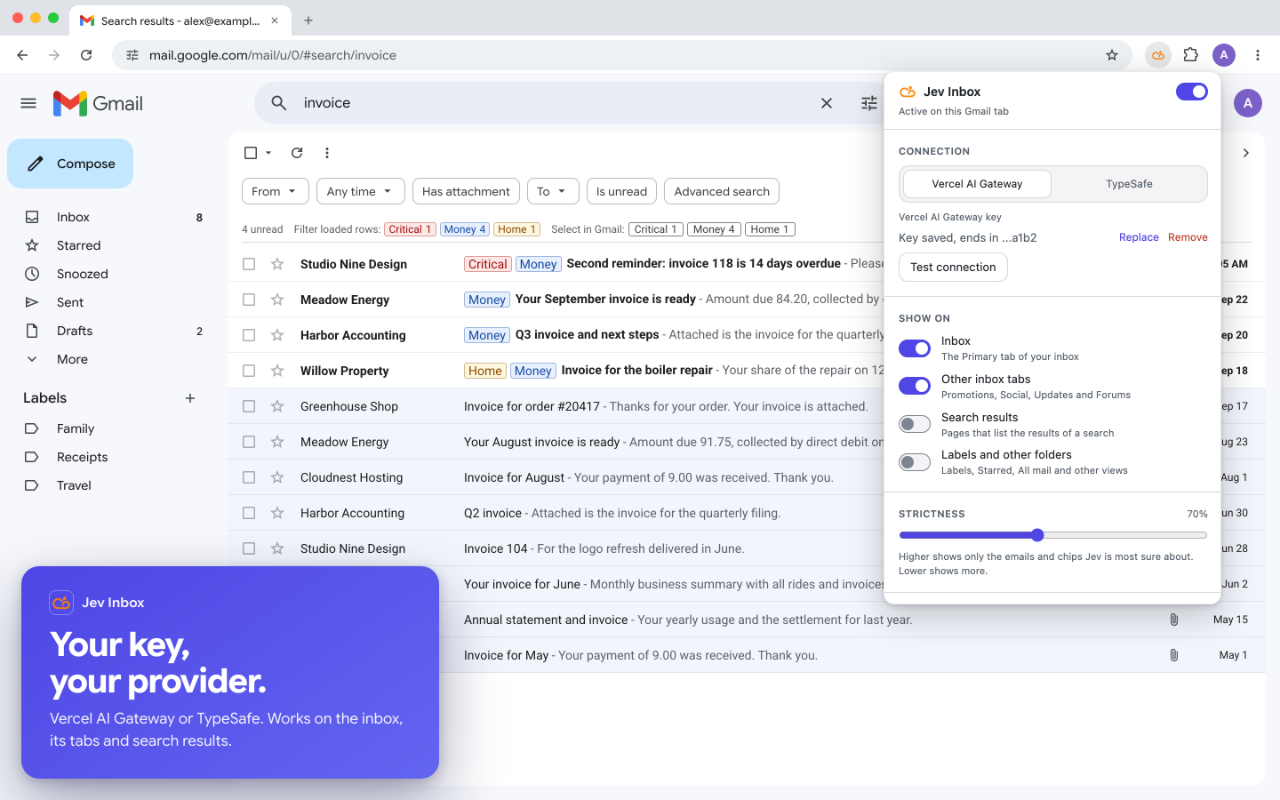 Search results - alex@exampl...
mail.google.com/mail/u/0/#search/invoice
A
Gmail
invoice
A
Compose
Inbox 8
Starred
Snoozed
Sent
Drafts 2
More
Labels
Family
Receipts
Travel
From Any time Has attachment To Is unread Advanced search
4 unread Filter loaded rows: Critical 1 Money 4 Home 1 Select in Gmail: Critical 1 Money 4 Home 1
Studio Nine Design Critical Money Second reminder: invoice 118 is 14 days overdue - Please 5 AM
Meadow Energy Money Your September invoice is ready - Amount due 84.20, collected by ep 22
Harbor Accounting Money Q3 invoice and next steps - Attached is the invoice for the quarterly ep 20
Willow Property Home Money Invoice for the boiler repair - Your share of the repair on 12 ep 18
Greenhouse Shop Invoice for order #20417 - Thanks for your order. Your invoice is attached. ep 17
Meadow Energy Your August invoice is ready - Amount due 91.75, collected by direct debit on ug 23
Cloudnest Hosting Invoice for August - Your payment of 9.00 was received. Thank you. Aug 1
Harbor Accounting Q2 invoice - Attached is the invoice for the quarterly filing. un 30
Studio Nine Design Invoice 104 - For the logo refresh delivered in June. un 28
Your invoice for June - Monthly business summary with all rides and invoices un 2
Annual statement and invoice - Your yearly usage and the settlement for last year. May 15
Invoice for May - Your payment of 9.00 was received. Thank you. May 1
Jev Inbox
Active on this Gmail tab
CONNECTION
Vercel AI Gateway TypeSafe
Vercel AI Gateway key
Key saved, ends in ...a1b2 Replace Remove
Test connection
SHOW ON
Inbox
The Primary tab of your inbox
Other inbox tabs
Promotions, Social, Updates and Forums
Search results
Pages that list the results of a search
Labels and other folders
Labels, Starred, All mail and other views
STRICTNESS 70%
Higher shows only the emails and chips Jev is most sure about.
Lower shows more.
Jev Inbox
Your key,
your provider.
Vercel AI Gateway or TypeSafe. Works on the inbox,
its tabs and search results.